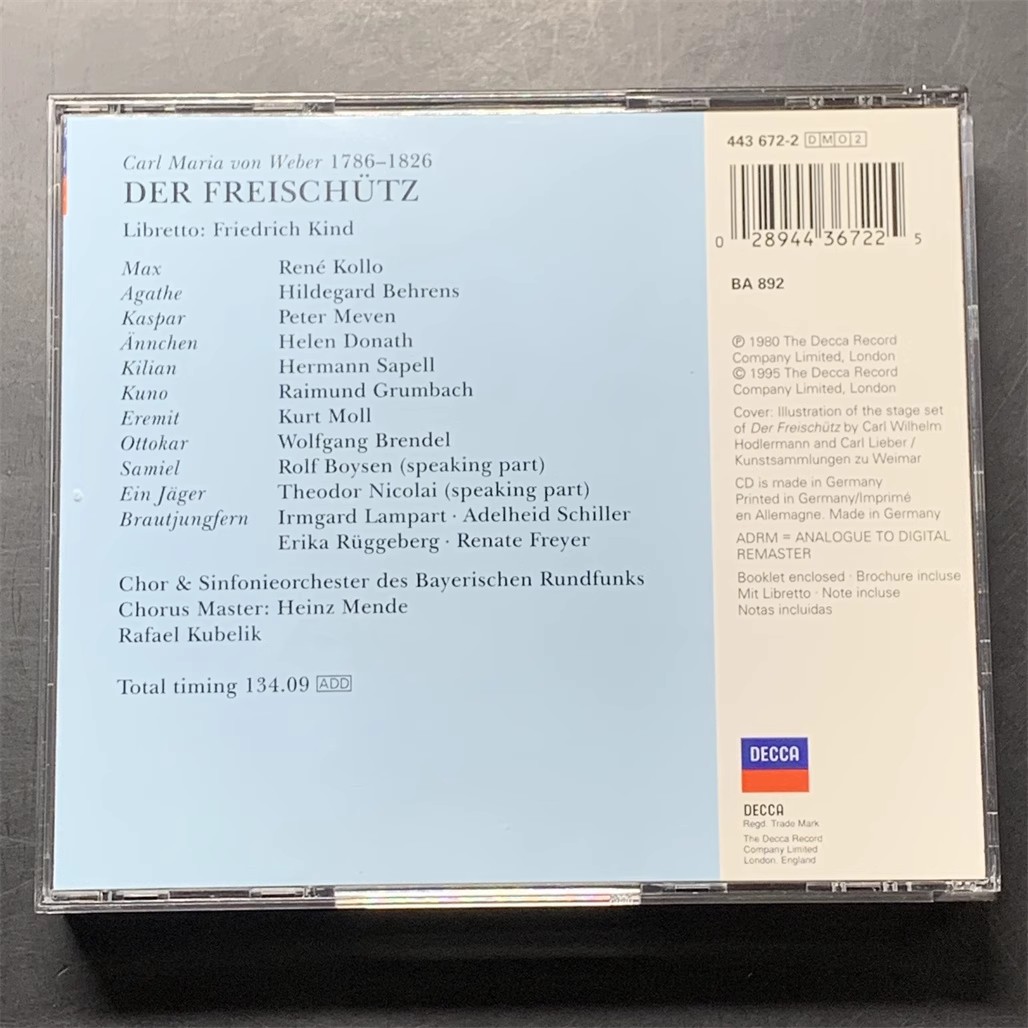 Carl Maria von Weber 1786–1826
DER FREISCHÜTZ
Libretto: Friedrich Kind
Max René Kollo
Agathe Hildegard Behrens
Kaspar Peter Meven
Ännchen Helen Donath
Kilian Hermann Sapell
Kuno Raimund Grumbach
Eremit Kurt Moll
Ottokar Wolfgang Brendel
Samiel Rolf Boysen (speaking part)
Ein Jäger Theodor Nicolai (speaking part)
Brautjungfern Irmgard Lampart · Adelheid Schiller
Erika Rüggeberg · Renate Freyer
Chor & Sinfonieorchester des Bayerischen Rundfunks
Chorus Master: Heinz Mende
Rafael Kubelik
Total timing 134.09 ADD
443 672-2 DMO2
0 28944 36722 5
BA 892
℗ 1980 The Decca Record
Company Limited, London
© 1995 The Decca Record
Company Limited, London
Cover: Illustration of the stage set
of Der Freischütz by Carl Wilhelm
Hodlermann and Carl Lieber /
Kunstsammlungen zu Weimar
CD is made in Germany
Printed in Germany/Imprimé
en Allemagne. Made in Germany
ADRM = ANALOGUE TO DIGITAL
REMASTER
Booklet enclosed · Brochure incluse
Mit Libretto · Note incluse
Notas incluidas
DECCA
DECCA
Regd. Trade Mark
The Decca Record
Company Limited
London. England